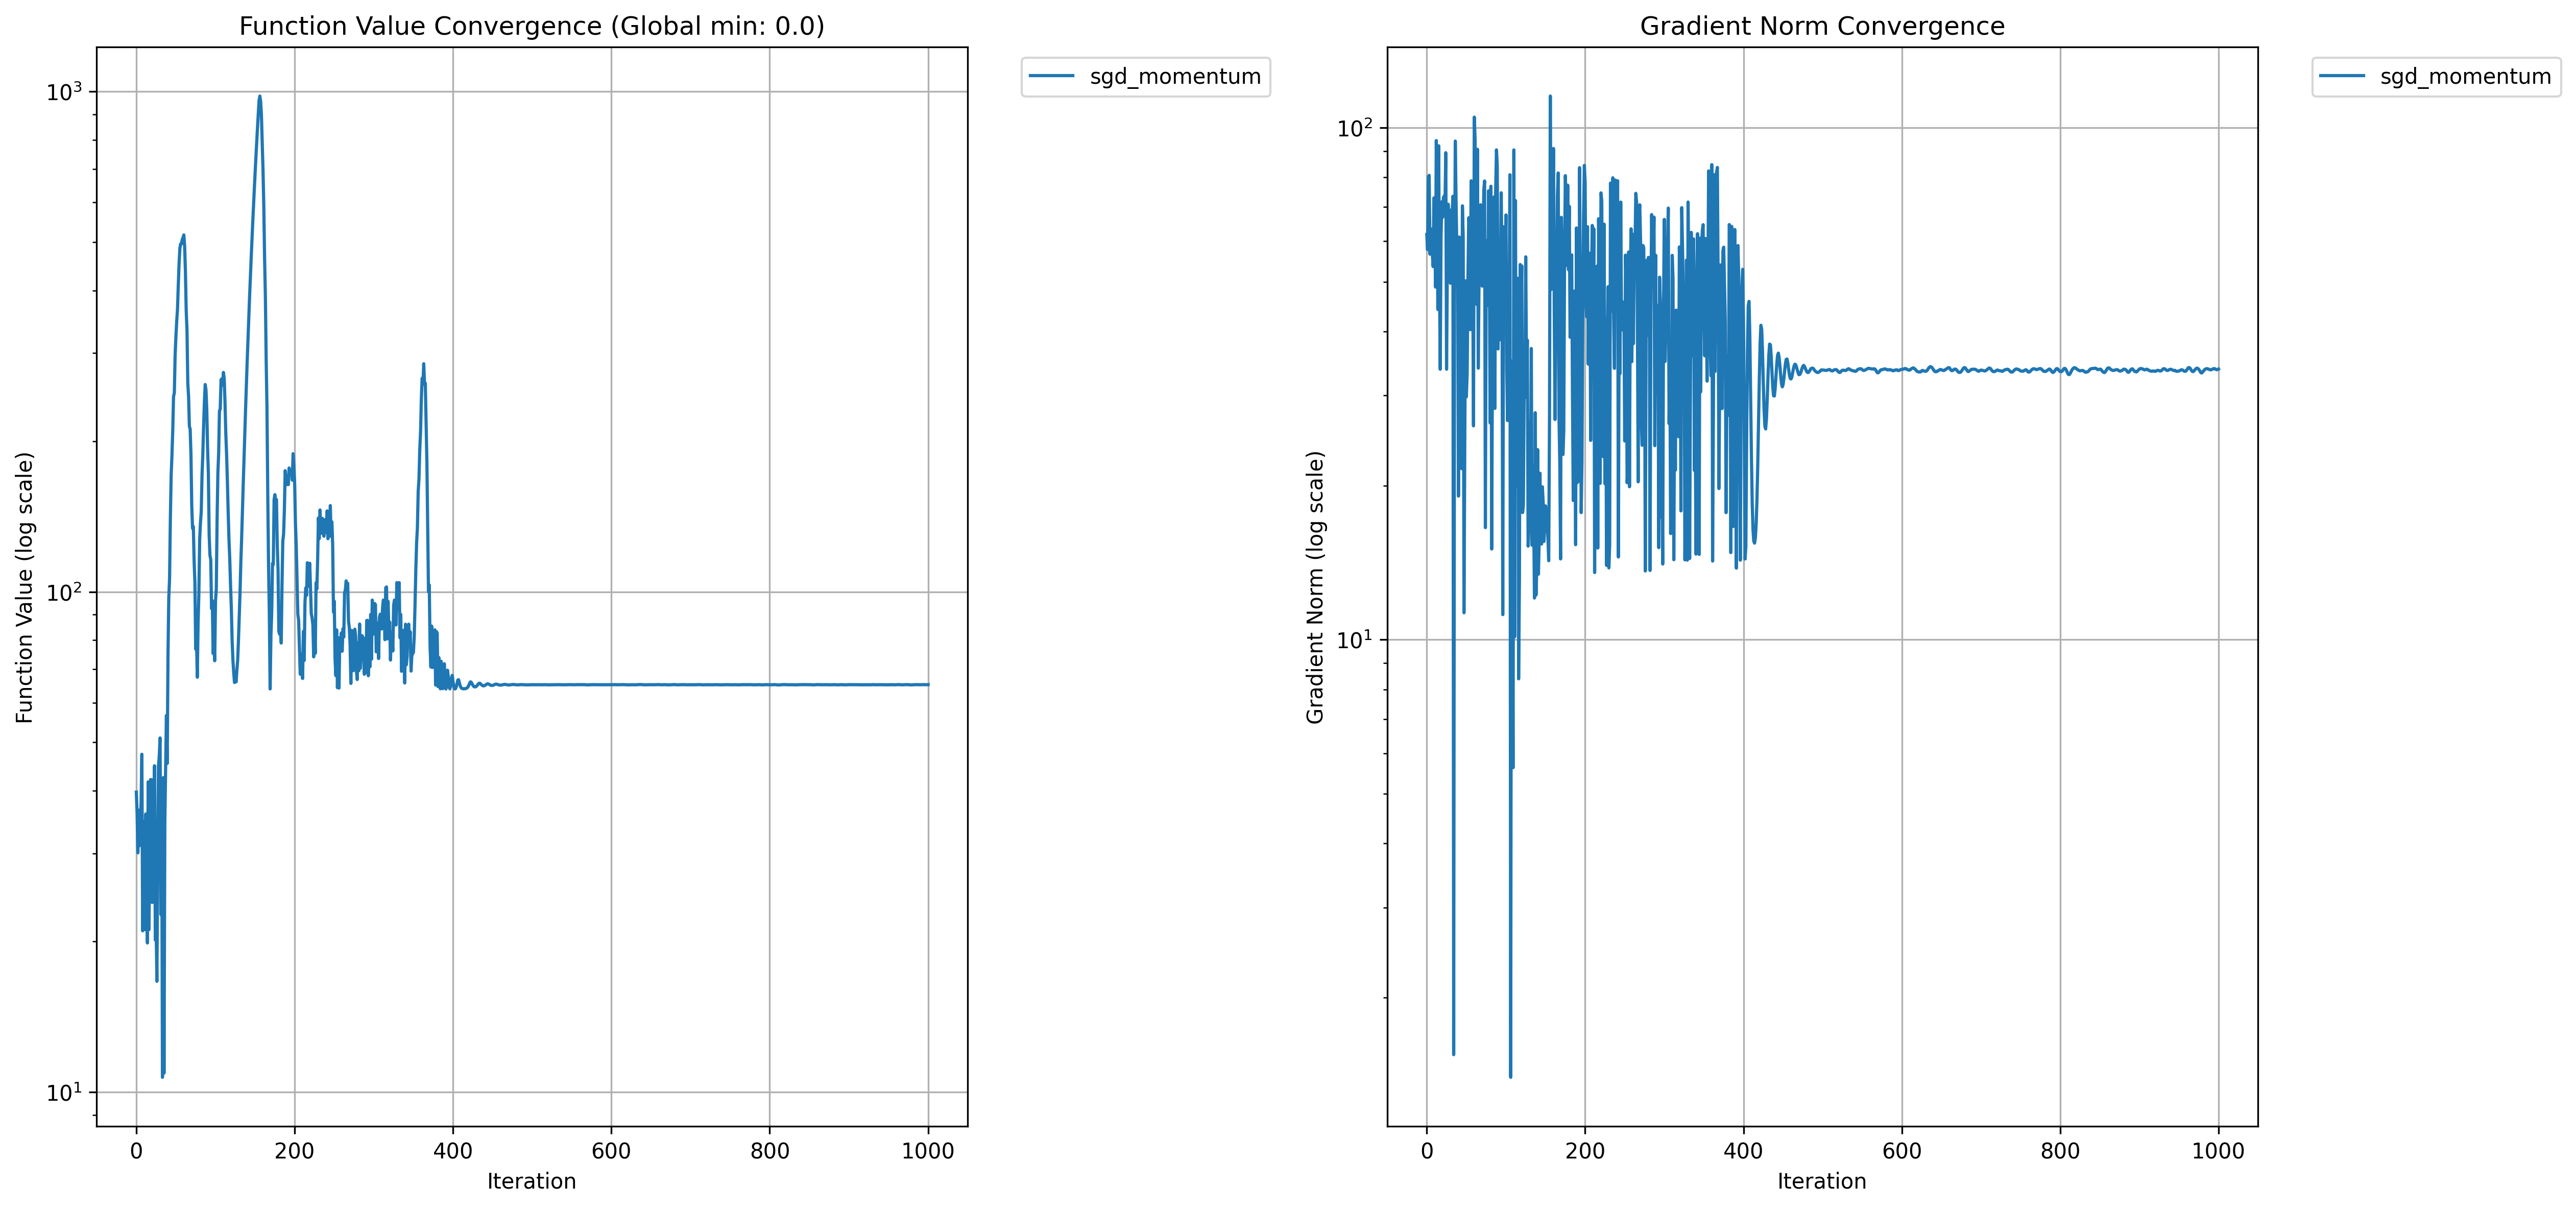 Function Value Convergence (Global min: 0.0)
sgd_momentum
Function Value (log scale)
10³
10²
10¹
0 200 400 600 800 1000
Iteration
Gradient Norm Convergence
sgd_momentum
Gradient Norm (log scale)
10²
10¹
0 200 400 600 800 1000
Iteration